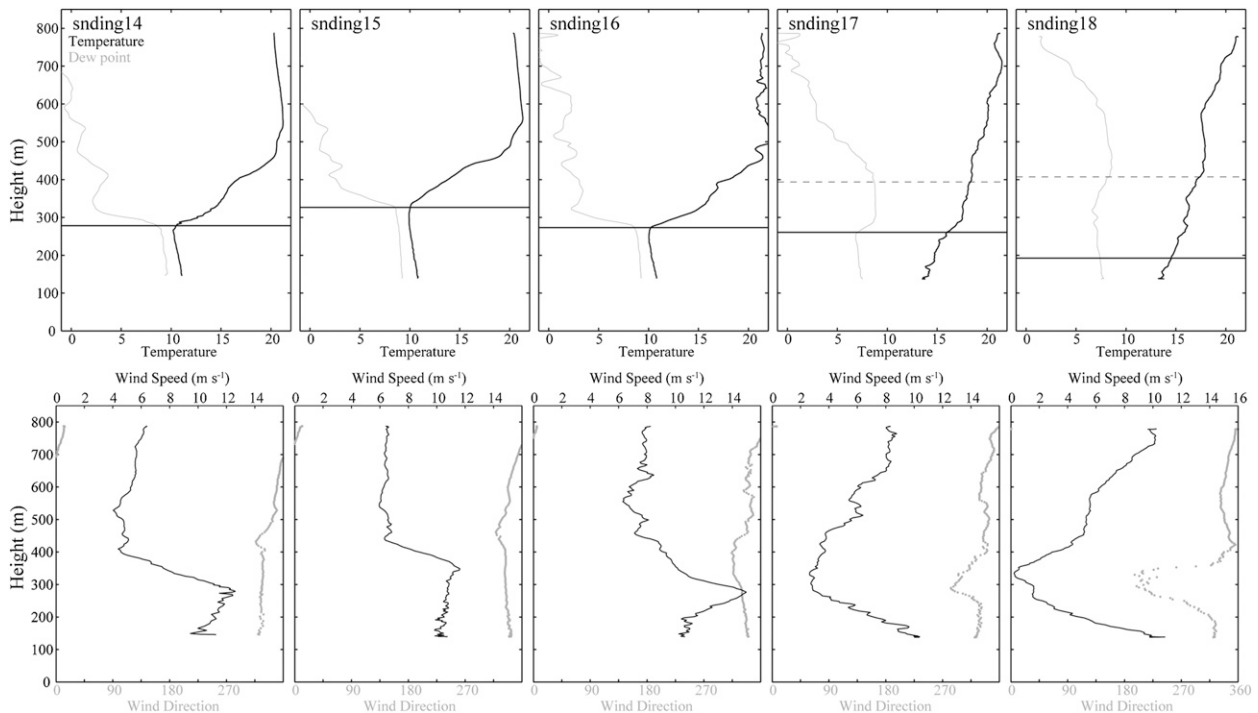 snding14 snding15 snding16 snding17 snding18
Temperature
Dew point
800
700
600
500
400
300
200
100
0
Height (m)
0 5 10 15 20 0 5 10 15 20 0 5 10 15 20 0 5 10 15 20 0 5 10 15 20
Temperature Temperature Temperature Temperature Temperature
Wind Speed (m s-1) Wind Speed (m s-1) Wind Speed (m s-1) Wind Speed (m s-1) Wind Speed (m s-1)
0 2 4 6 8 10 12 14 0 2 4 6 8 10 12 14 0 2 4 6 8 10 12 14 0 2 4 6 8 10 12 14 0 2 4 6 8 10 12 14 16
800
700
600
500
400
300
200
100
0
Height (m)
0 90 180 270 0 90 180 270 0 90 180 270 0 90 180 270 0 90 180 270 360
Wind Direction Wind Direction Wind Direction Wind Direction Wind Direction